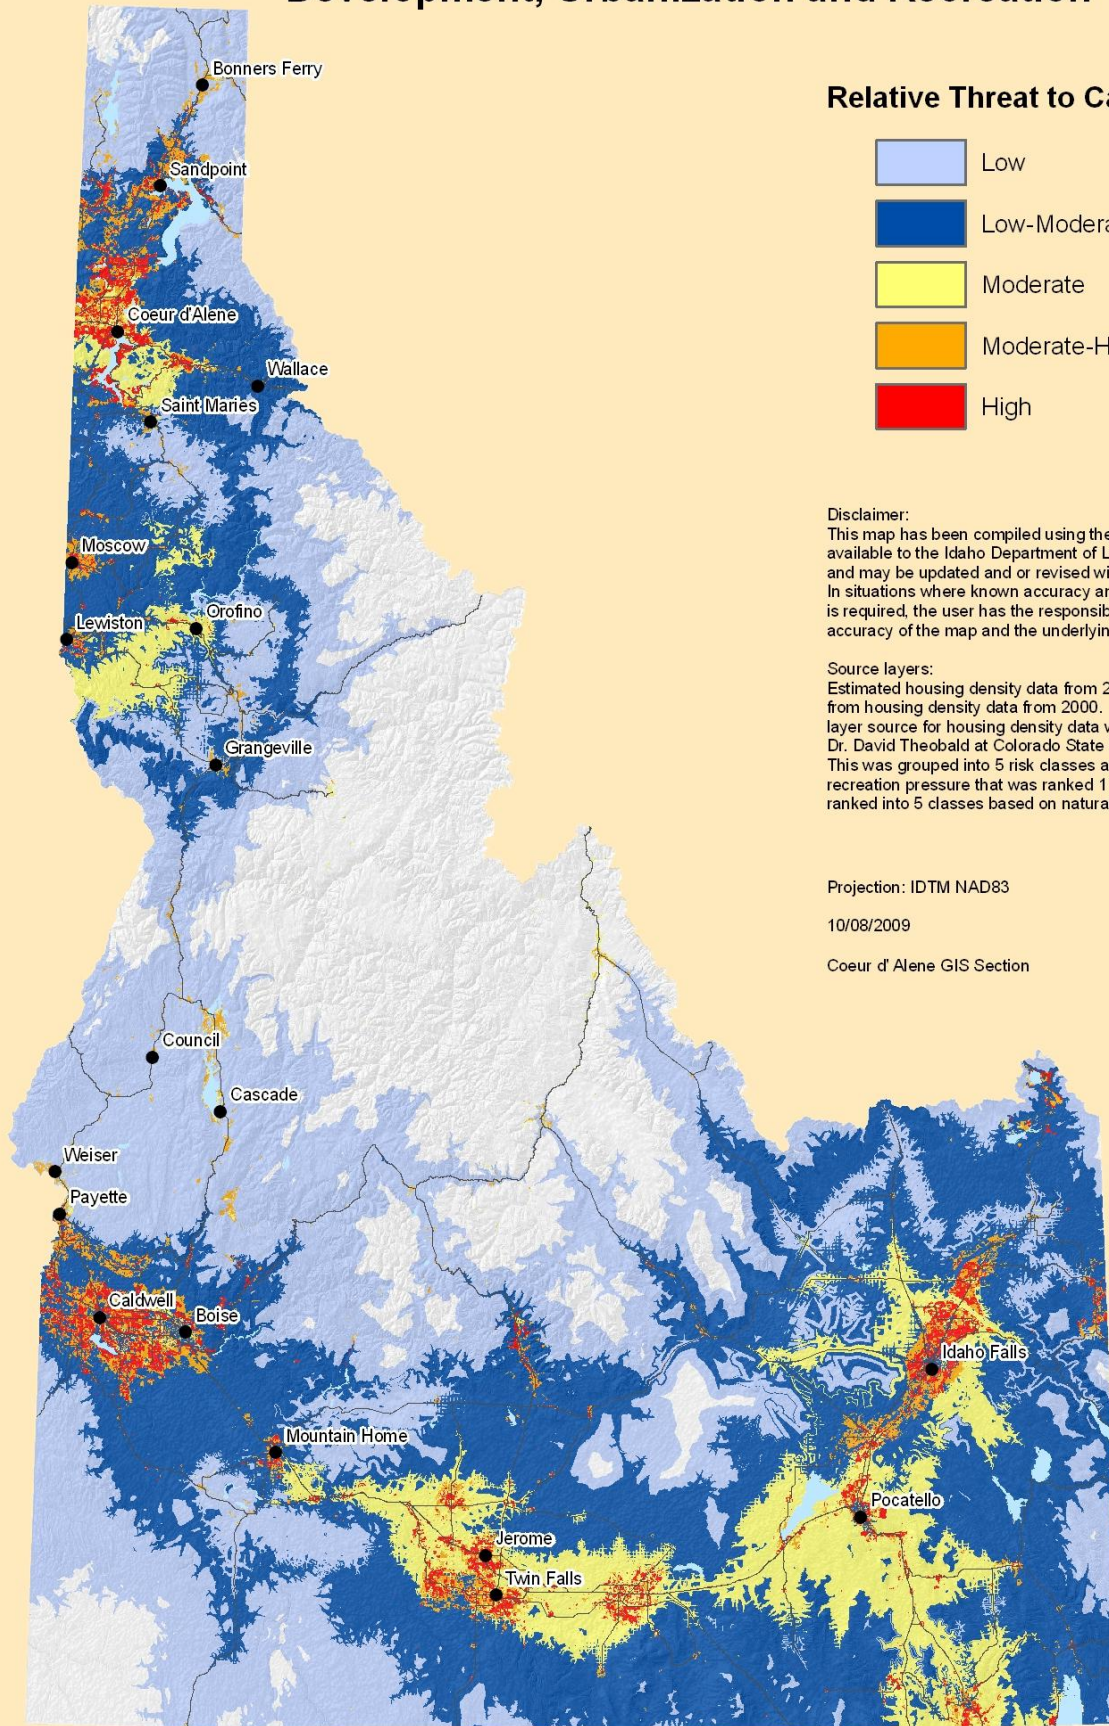 Development, Urbanization and Recreation
Relative Threat to Ca
Low
Low-Modera
Moderate
Moderate-H
High
Disclaimer:
This map has been compiled using the
available to the Idaho Department of L
and may be updated and or revised wi
In situations where known accuracy an
is required, the user has the responsib
accuracy of the map and the underlyin
Source layers:
Estimated housing density data from 2
from housing density data from 2000.
layer source for housing density data w
Dr. David Theobald at Colorado State
This was grouped into 5 risk classes a
recreation pressure that was ranked 1
ranked into 5 classes based on natura
Projection: IDTM NAD83
10/08/2009
Coeur d' Alene GIS Section
Bonners Ferry
Sandpoint
Coeur d'Alene
Wallace
Saint Maries
Moscow
Orofino
Lewiston
Grangeville
Council
Cascade
Weiser
Payette
Caldwell
Boise
Idaho Falls
Mountain Home
Pocatello
Jerome
Twin Falls